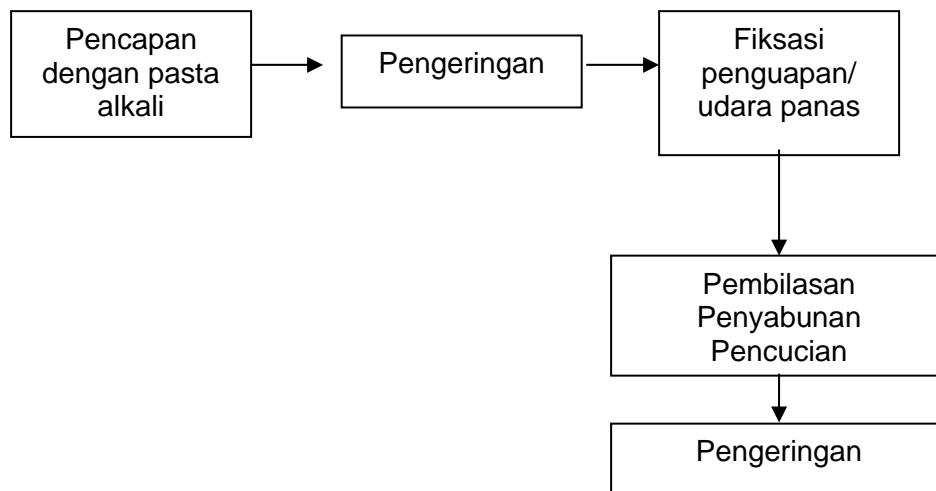 Pencapan
dengan pasta
alkali
Pengeringan
Fiksasi
penguapan/
udara panas
Pembilasan
Penyabunan
Pencucian
Pengeringan